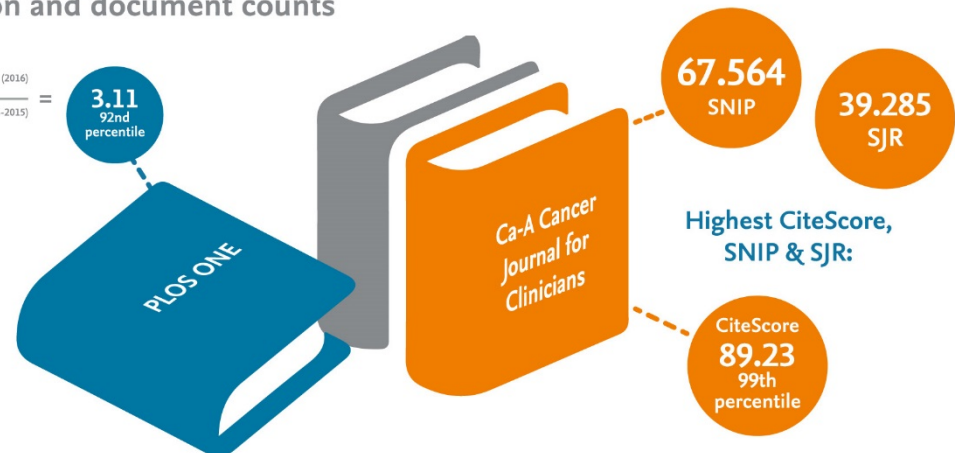 on and document counts
(2016)
-2015)
=
3.11
92nd
percentile
PLOS ONE
Ca-A Cancer
Journal for
Clinicians
67.564
SNIP
39.285
SJR
Highest CiteScore,
SNIP & SJR:
CiteScore
89.23
99th
percentile